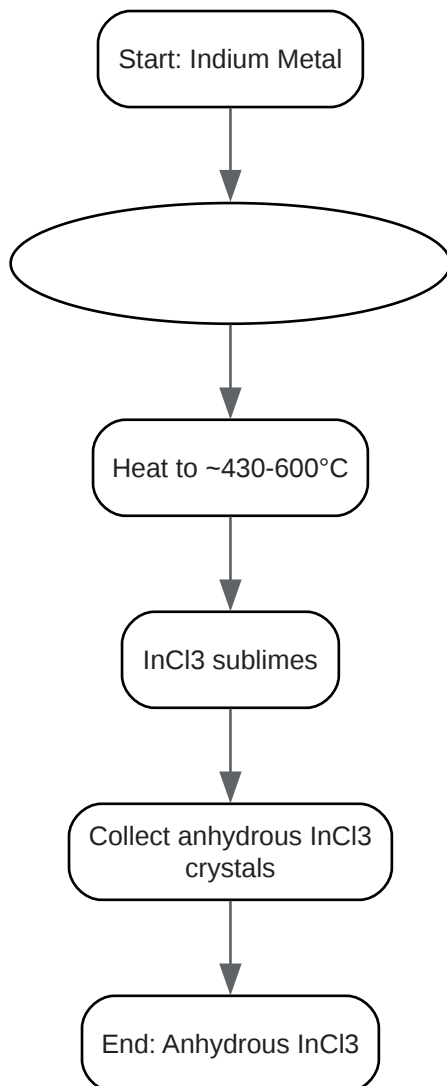 Start: Indium Metal
Heat to ~430-600°C
InCl3 sublimes
Collect anhydrous InCl3
crystals
End: Anhydrous InCl3